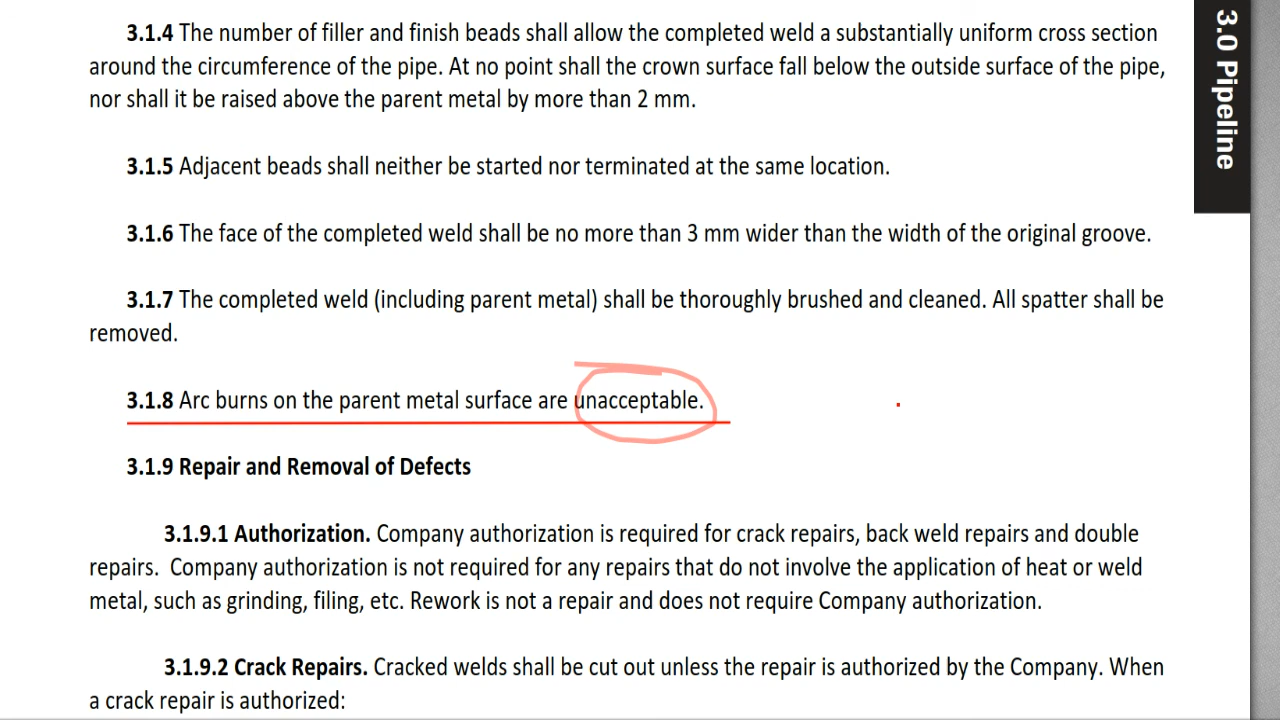 3.1.4 The number of filler and finish beads shall allow the completed weld a substantially uniform cross section
around the circumference of the pipe. At no point shall the crown surface fall below the outside surface of the pipe,
nor shall it be raised above the parent metal by more than 2 mm.
3.1.5 Adjacent beads shall neither be started nor terminated at the same location.
3.1.6 The face of the completed weld shall be no more than 3 mm wider than the width of the original groove.
3.1.7 The completed weld (including parent metal) shall be thoroughly brushed and cleaned. All spatter shall be
removed.
3.1.8 Arc burns on the parent metal surface are unacceptable.
3.1.9 Repair and Removal of Defects
3.1.9.1 Authorization. Company authorization is required for crack repairs, back weld repairs and double
repairs. Company authorization is not required for any repairs that do not involve the application of heat or weld
metal, such as grinding, filing, etc. Rework is not a repair and does not require Company authorization.
3.1.9.2 Crack Repairs. Cracked welds shall be cut out unless the repair is authorized by the Company. When
a crack repair is authorized:
3.0 Pipeline